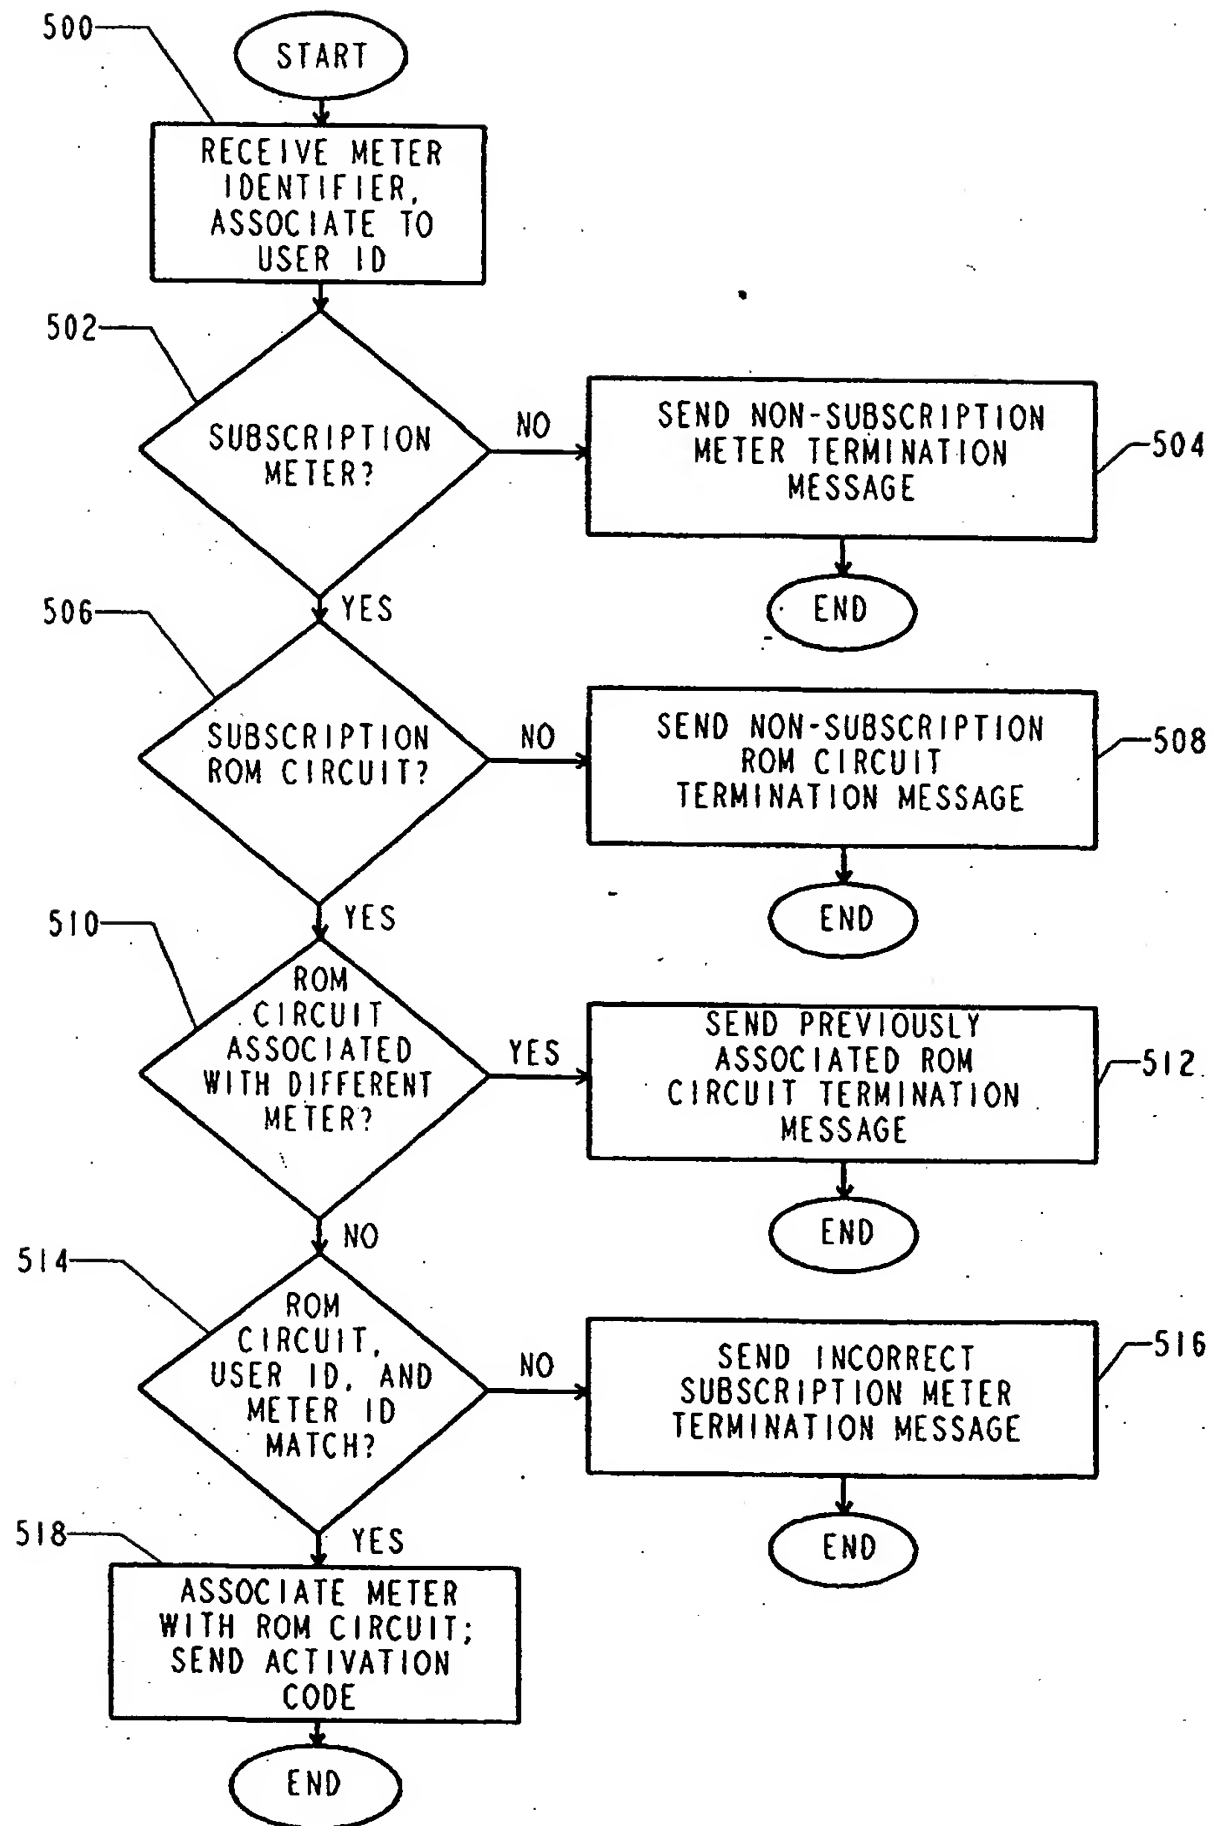 500
START
RECEIVE METER
IDENTIFIER,
ASSOCIATE TO
USER ID
502
SUBSCRIPTION
METER?
NO
SEND NON-SUBSCRIPTION
METER TERMINATION
MESSAGE
504
END
YES
506
SUBSCRIPTION
ROM CIRCUIT?
NO
SEND NON-SUBSCRIPTION
ROM CIRCUIT
TERMINATION MESSAGE
508
END
YES
510
ROM
CIRCUIT
ASSOCIATED
WITH DIFFERENT
METER?
YES
SEND PREVIOUSLY
ASSOCIATED ROM
CIRCUIT TERMINATION
MESSAGE
512
END
NO
514
ROM
CIRCUIT,
USER ID, AND
METER ID
MATCH?
NO
SEND INCORRECT
SUBSCRIPTION METER
TERMINATION MESSAGE
516
END
YES
518
ASSOCIATE METER
WITH ROM CIRCUIT;
SEND ACTIVATION
CODE
END